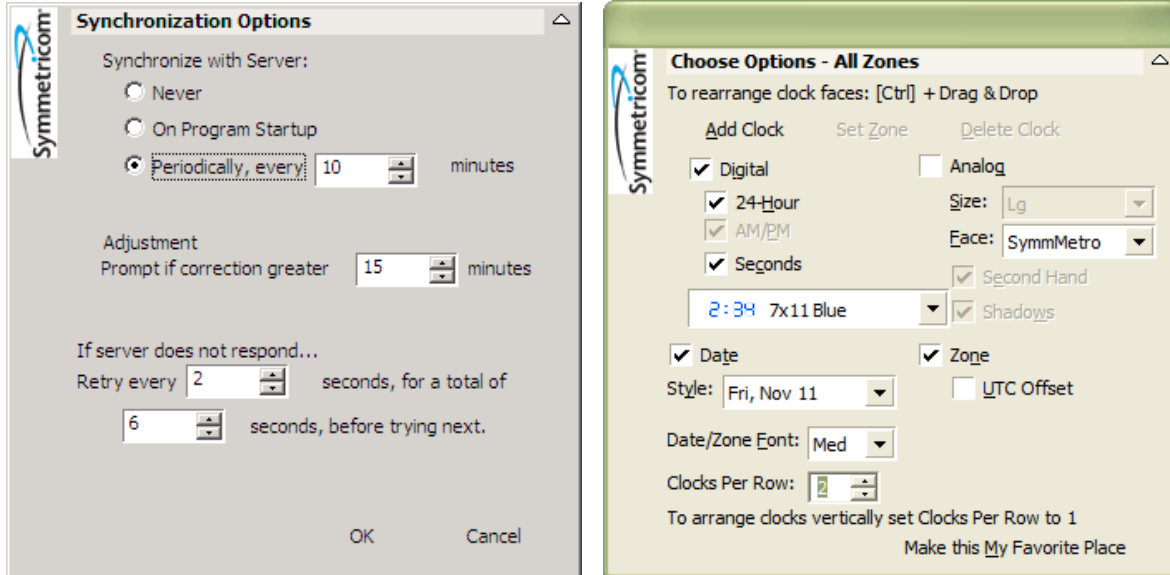 Symmetricom
Synchronization Options
Synchronize with Server:
Never
On Program Startup
Periodically, every 10 minutes
Adjustment
Prompt if correction greater 15 minutes
If server does not respond...
Retry every 2 seconds, for a total of
6 seconds, before trying next.
OK Cancel
Symmetricom
Choose Options - All Zones
To rearrange clock faces: [Ctrl] + Drag & Drop
Add Clock Set Zone Delete Clock
Digital Analog
24-Hour Size: Lg
AM/PM Face: SymmMetro
Seconds Second Hand
2:34 7x11 Blue Shadows
Date Zone
Style: Fri, Nov 11 UTC Offset
Date/Zone Font: Med
Clocks Per Row: 2
To arrange clocks vertically set Clocks Per Row to 1
Make this My Favorite Place